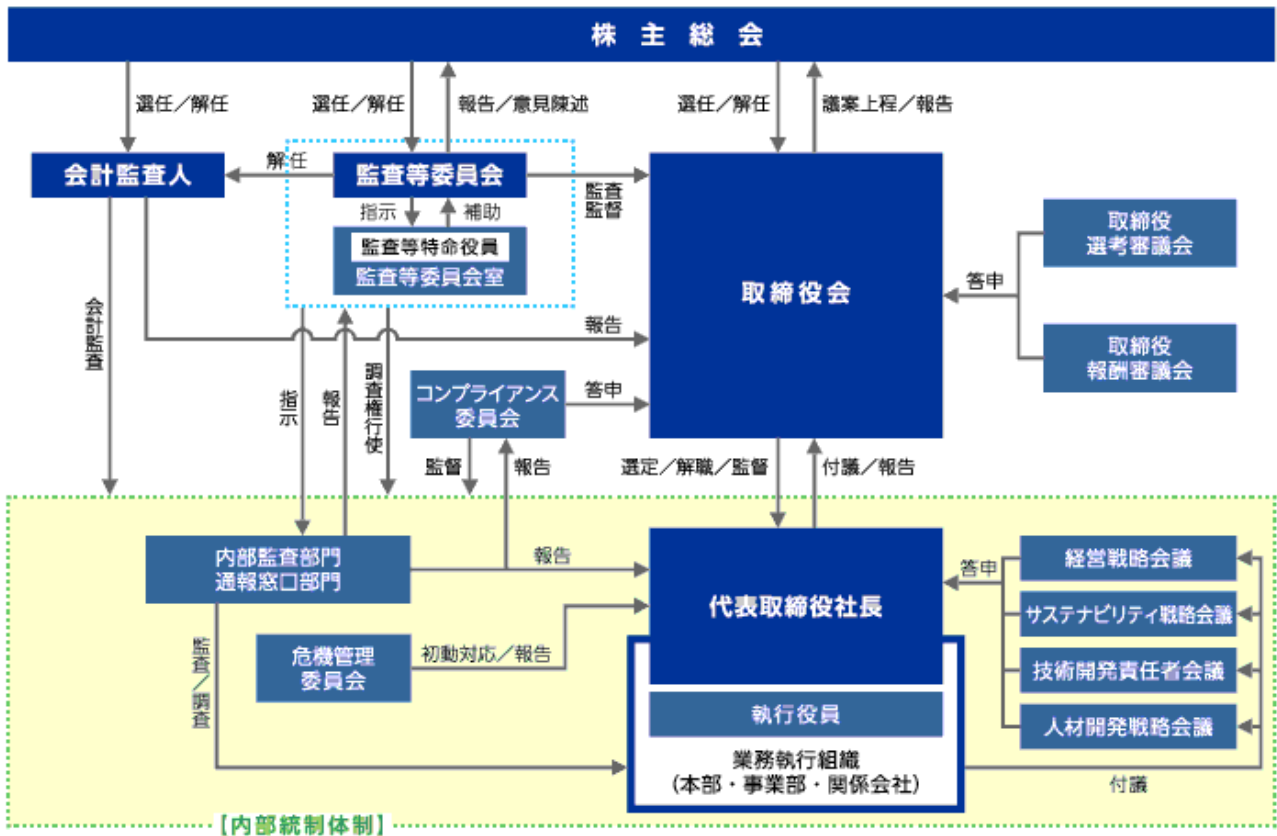 株主総会
選任／解任
選任／解任
報告／意見陳述
選任／解任
議案上程／報告
会計監査人
解任
監査等委員会
監査
監督
指示
補助
監査等特命役員
監査等委員会室
取締役会
取締役
選考審議会
答申
取締役
報酬審議会
報告
会計監査
指示
報告
調査権行使
コンプライアンス
委員会
答申
監督
報告
選定／解職／監督
付議／報告
内部監査部門
通報窓口部門
報告
代表取締役社長
答申
経営戦略会議
サステナビリティ戦略会議
技術開発責任者会議
人材開発戦略会議
監査／調査
危機管理
委員会
初動対応／報告
執行役員
業務執行組織
（本部・事業部・関係会社）
付議
【内部統制体制】